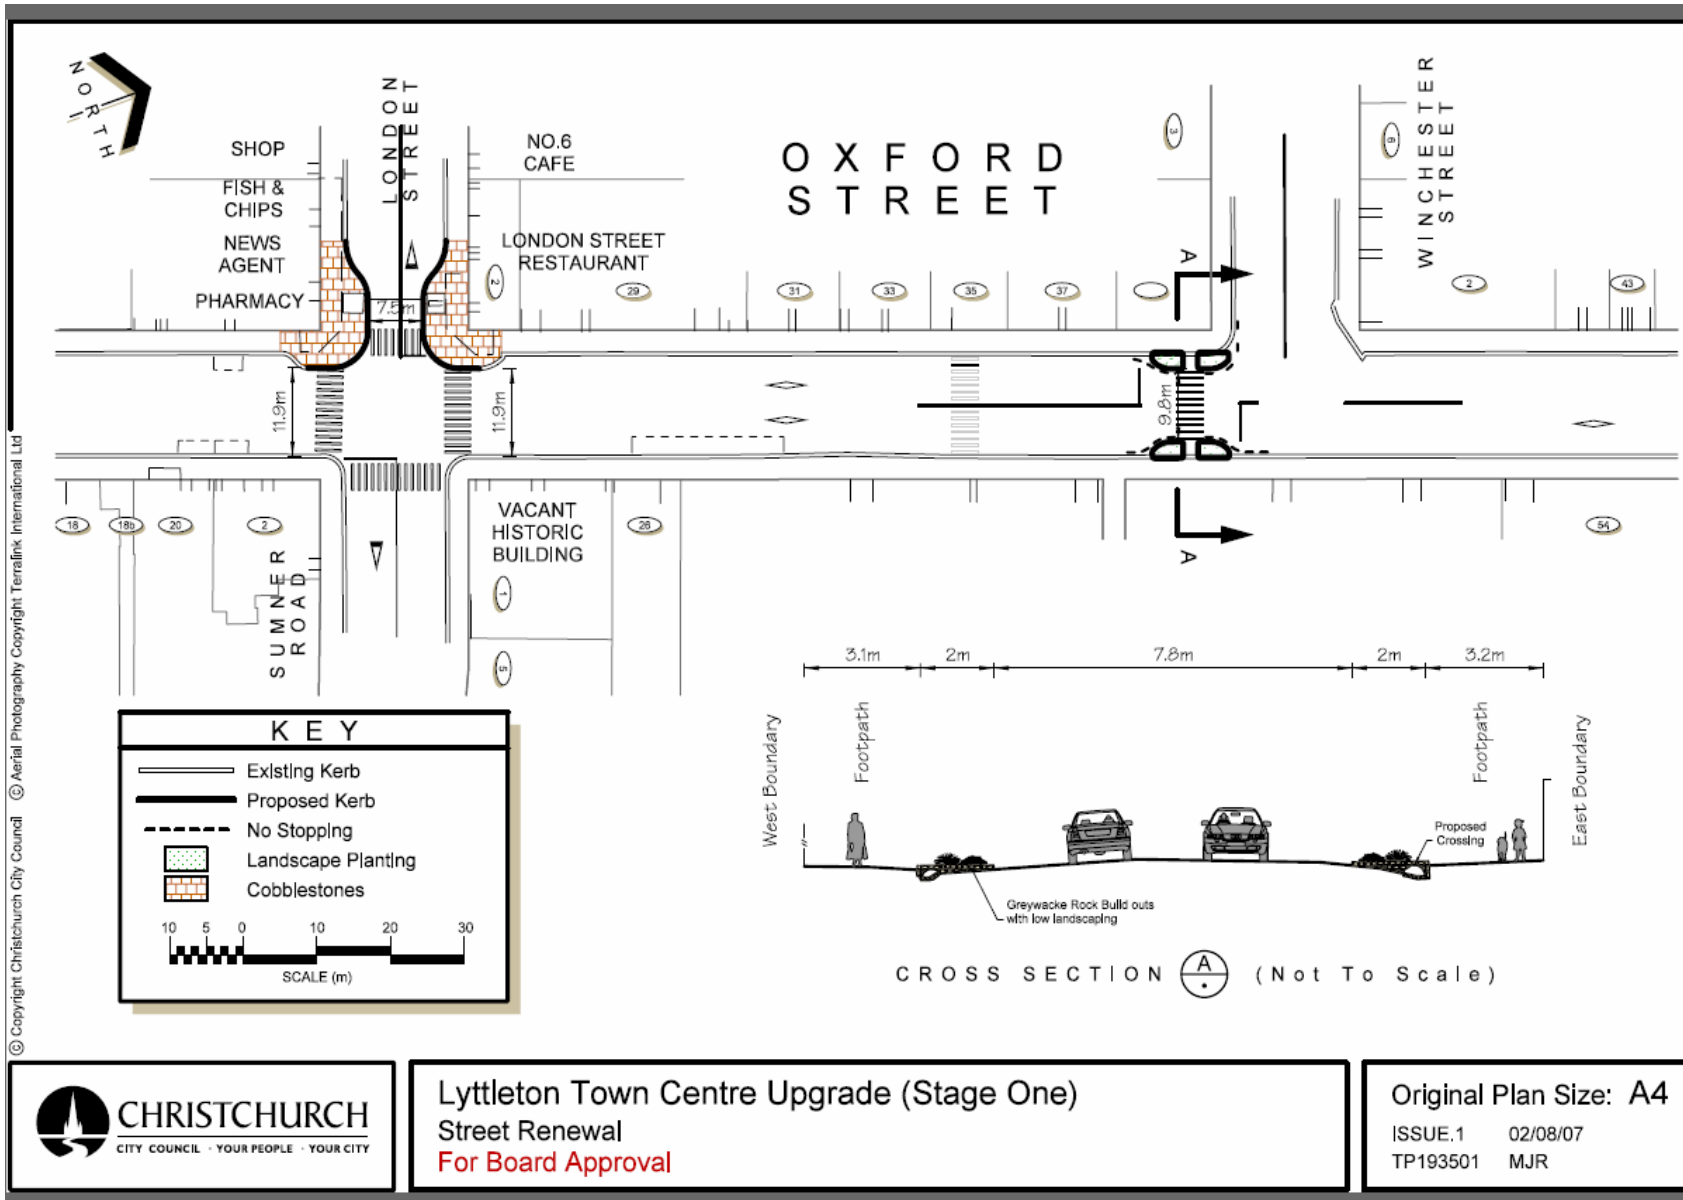 NORTH
LONDON
STREET
SHOP
FISH &
CHIPS
NEWS
AGENT
PHARMACY
NO.6
CAFE
LONDON STREET
RESTAURANT
2
7.5m
OXFORD
STREET
29
31
33
35
37
3
6
WINCHESTER
STREET
A
2
43
11.9m
11.9m
9.8m
18
18b
20
2
SUMNER
ROAD
VACANT
HISTORIC
BUILDING
1
5
26
A
54
KEY
Existing Kerb
Proposed Kerb
No Stopping
Landscape Planting
Cobblestones
10 5 0 10 20 30
SCALE (m)
3.1m 2m 7.8m 2m 3.2m
West Boundary
Footpath
Footpath
East Boundary
Proposed
Crossing
Greywacke Rock Build outs
with low landscaping
CROSS SECTION A (Not To Scale)
© Copyright Christchurch City Council © Aerial Photography Copyright Terralink International Ltd
CHRISTCHURCH
CITY COUNCIL · YOUR PEOPLE · YOUR CITY
Lyttleton Town Centre Upgrade (Stage One)
Street Renewal
For Board Approval
Original Plan Size: A4
ISSUE.1 02/08/07
TP193501 MJR